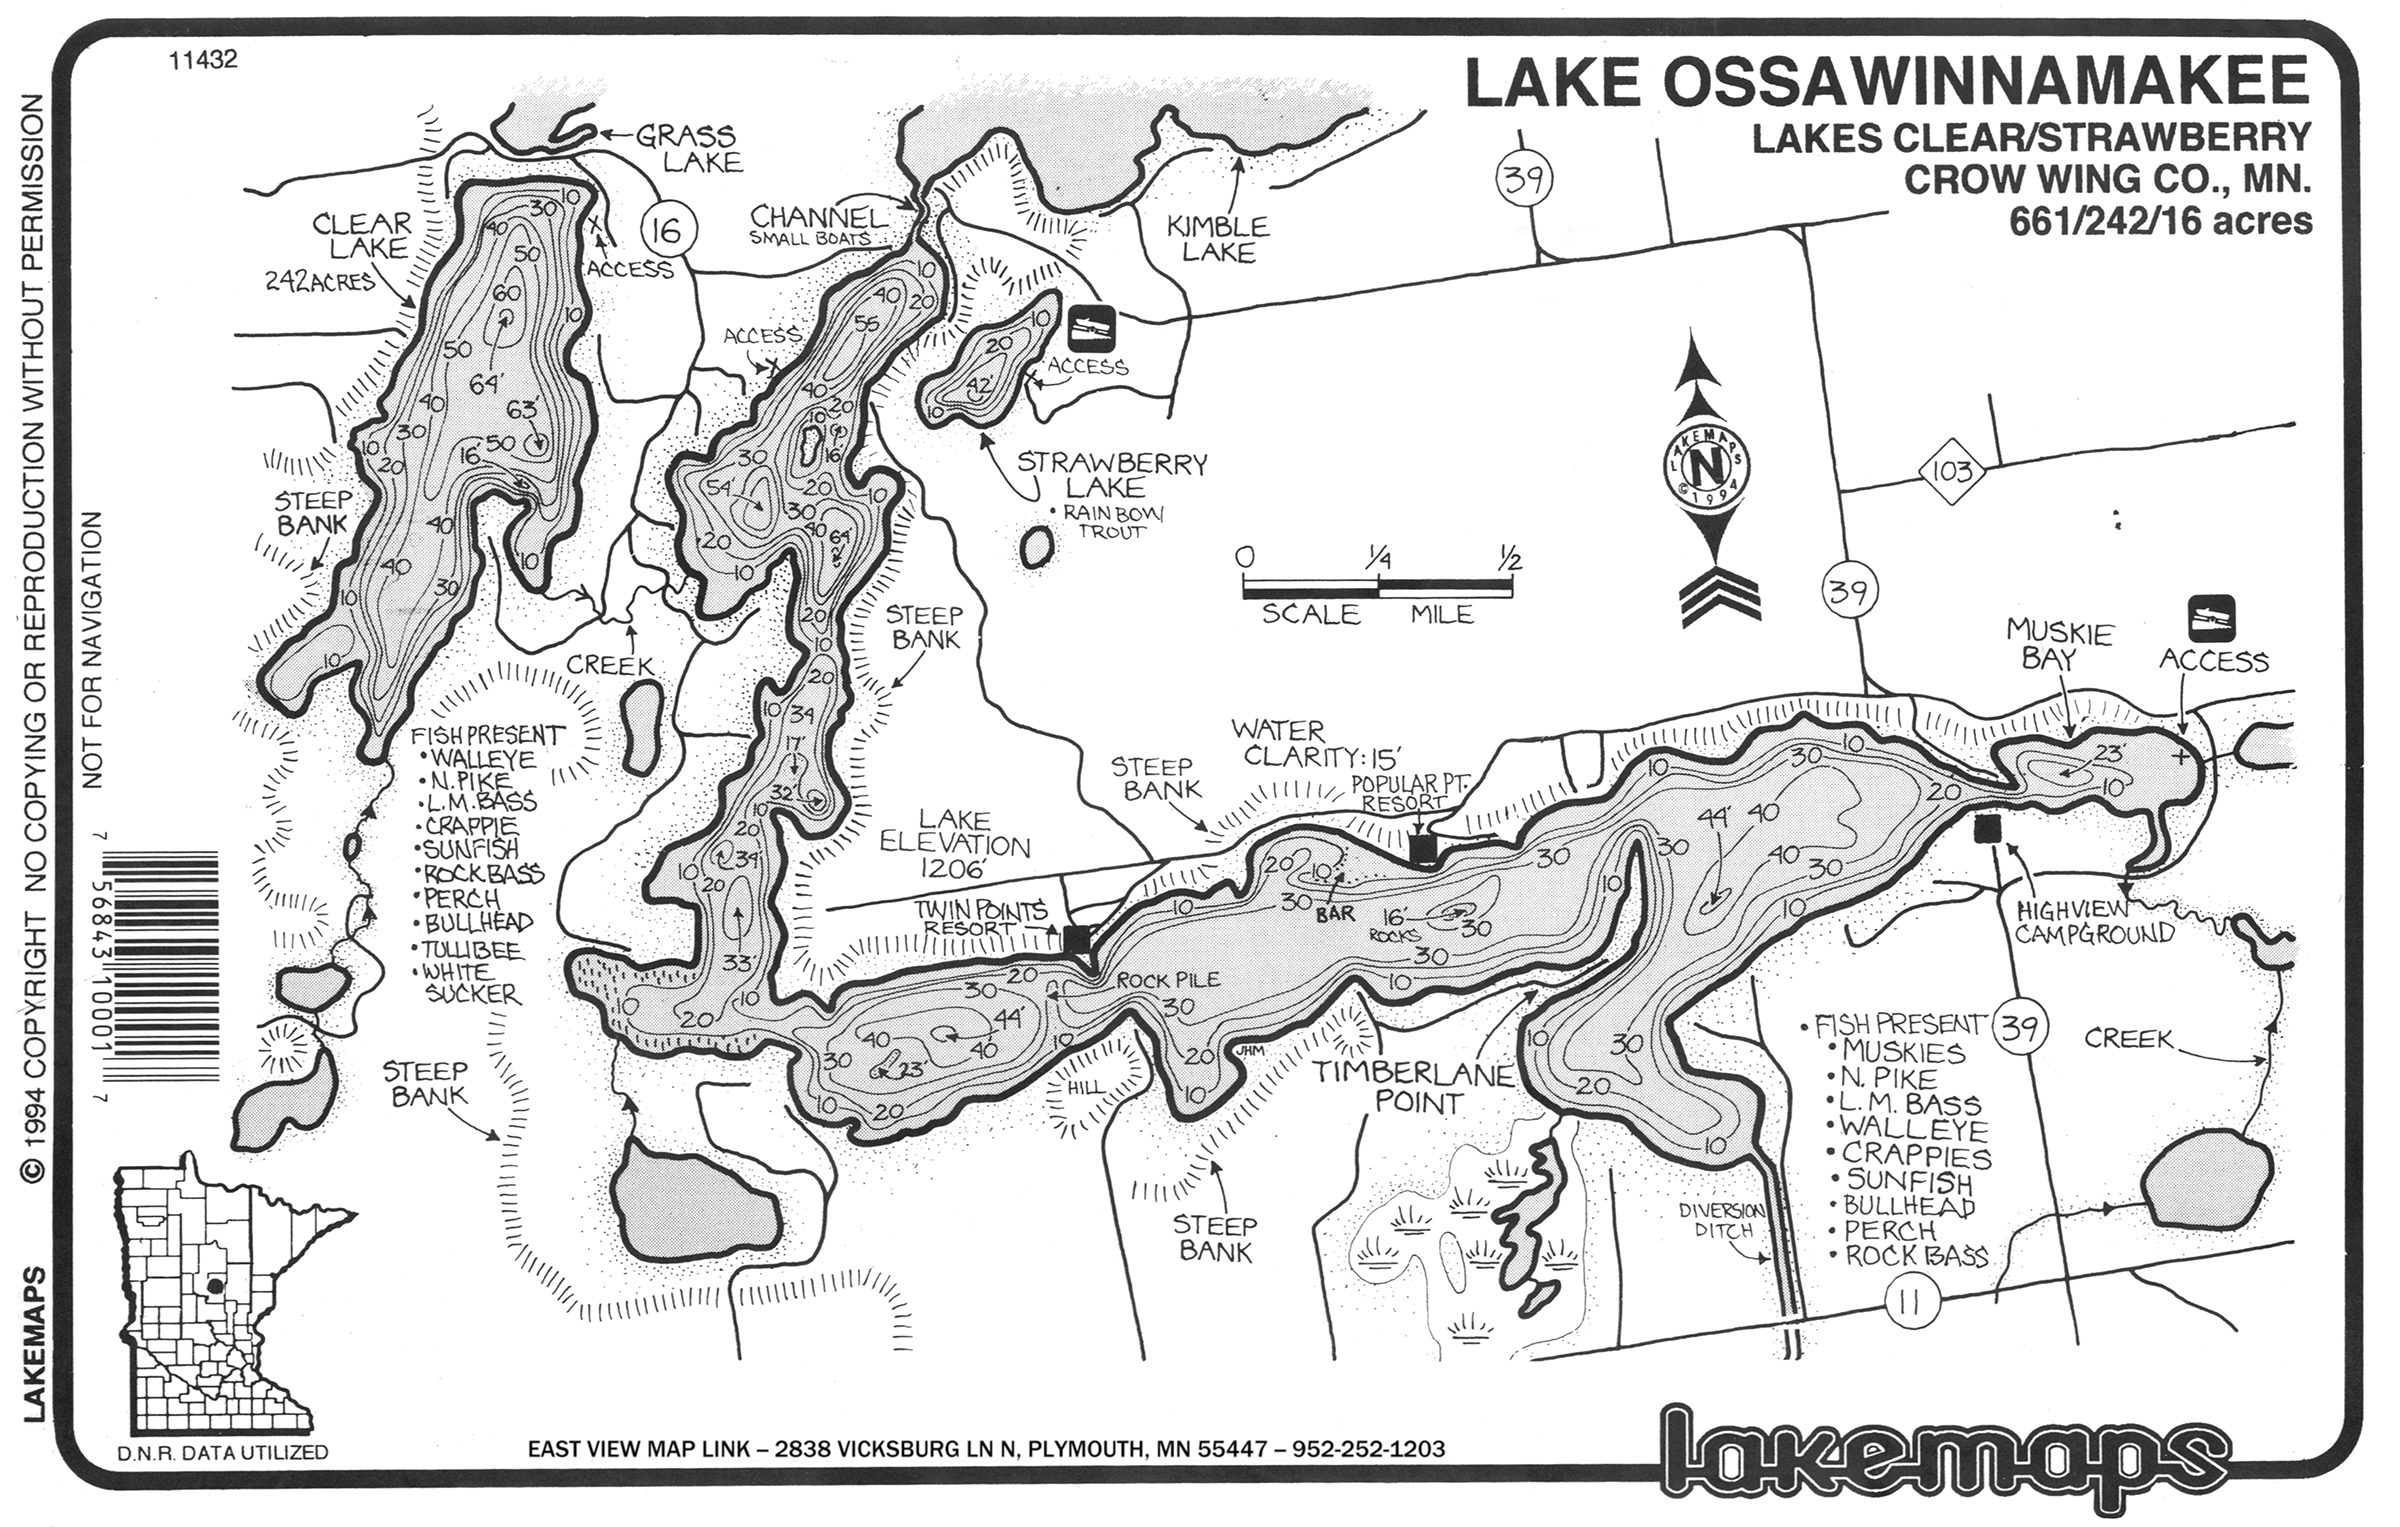 11432
LAKE OSSAWINNAMAKEE
LAKES CLEAR/STRAWBERRY
CROW WING CO., MN.
661/242/16 acres
LAKEMAPS © 1994 COPYRIGHT NO COPYING OR REPRODUCTION WITHOUT PERMISSION
NOT FOR NAVIGATION
7 56843 10001 7
GRASS
LAKE
CLEAR
LAKE
242 ACRES
ACCESS
16
10
30
40
50
60
10
50
64'
40
63'
30
10
20
50
16'
40
40
30
10
10
10
STEEP
BANK
CHANNEL
SMALL BOATS
KIMBLE
LAKE
10
40
20
55
ACCESS
40
20
10
16
30
54'
20
10
30
40
64'
20
10
20
10
20
10
34
17'
32'
10
20
34'
10
20
33'
10
20
10
10
20
42'
10
ACCESS
STRAWBERRY
LAKE
• RAINBOW
TROUT
39
103
39
N
LAKEMAPS
© 1994
0 1/4 1/2
SCALE MILE
STEEP
BANK
CREEK
FISH PRESENT
• WALLEYE
• N. PIKE
• L.M. BASS
• CRAPPIE
• SUNFISH
• ROCK BASS
• PERCH
• BULLHEAD
• TULLIBEE
• WHITE
SUCKER
STEEP
BANK
LAKE
ELEVATION
1206'
TWIN POINTS
RESORT
WATER
CLARITY: 15'
STEEP
BANK
POPULAR PT.
RESORT
MUSKIE
BAY
ACCESS
23'
10
10
30
20
44'
40
40
30
30
10
10
30
20
10
30
BAR
16'
ROCKS
30
30
10
10
20
ROCK PILE
30
30
44'
40
40
30
23'
10
20
10
20
10
JHM
HILL
TIMBERLANE
POINT
10
30
20
10
HIGHVIEW
CAMPGROUND
39
CREEK
STEEP
BANK
• FISH PRESENT
• MUSKIES
• N. PIKE
• L.M. BASS
• WALLEYE
• CRAPPIES
• SUNFISH
• BULLHEAD
• PERCH
• ROCK BASS
DIVERSION
DITCH
11
D.N.R. DATA UTILIZED
EAST VIEW MAP LINK – 2838 VICKSBURG LN N, PLYMOUTH, MN 55447 – 952-252-1203
lakemaps